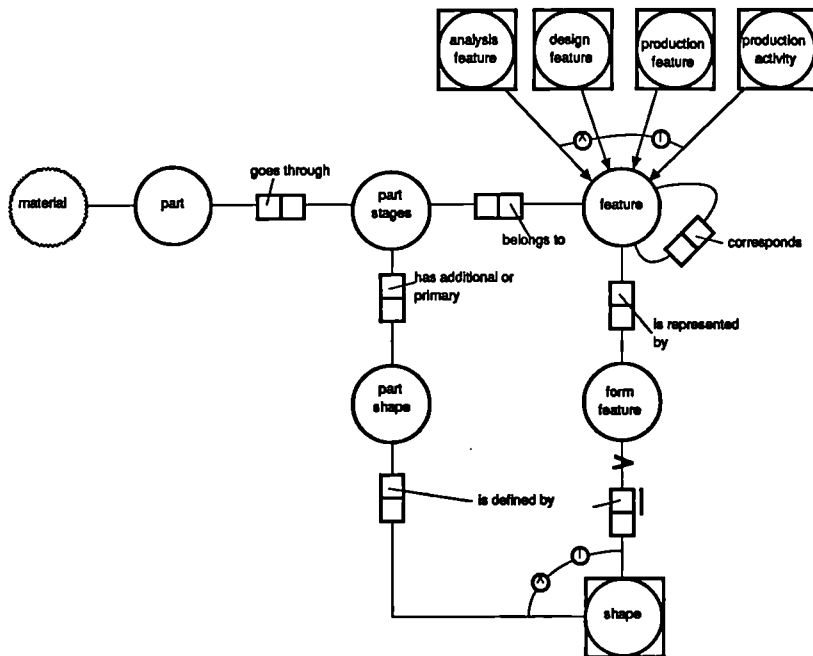 analysis
feature
design
feature
production
feature
production
activity
X
T
goes through
material
part
part
stages
feature
belongs to
corresponds
has additional or
primary
is represented
by
part
shape
form
feature
V
is defined by
T
X
shape